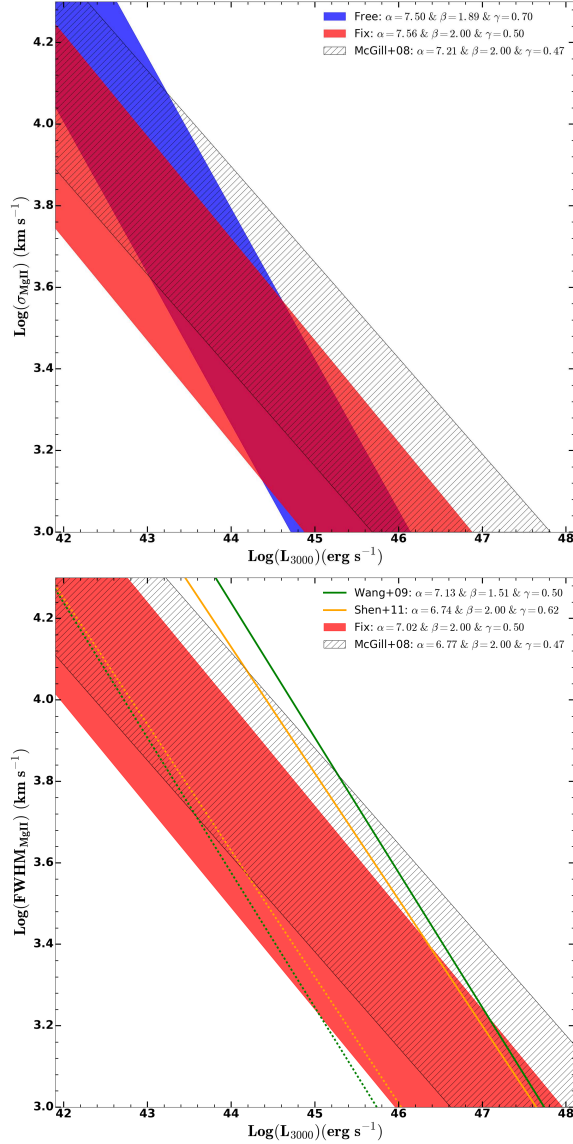 Free: α = 7.50 & β = 1.89 & γ = 0.70
Fix: α = 7.56 & β = 2.00 & γ = 0.50
McGill+08: α = 7.21 & β = 2.00 & γ = 0.47
4.2
4.0
3.8
3.6
3.4
3.2
3.0
Log(σ_MgII) (km s⁻¹)
42 43 44 45 46 47 48
Log(L₃₀₀₀)(erg s⁻¹)
Wang+09: α = 7.13 & β = 1.51 & γ = 0.50
Shen+11: α = 6.74 & β = 2.00 & γ = 0.62
Fix: α = 7.02 & β = 2.00 & γ = 0.50
McGill+08: α = 6.77 & β = 2.00 & γ = 0.47
4.2
4.0
3.8
3.6
3.4
3.2
3.0
Log(FWHM_MgII) (km s⁻¹)
42 43 44 45 46 47 48
Log(L₃₀₀₀)(erg s⁻¹)